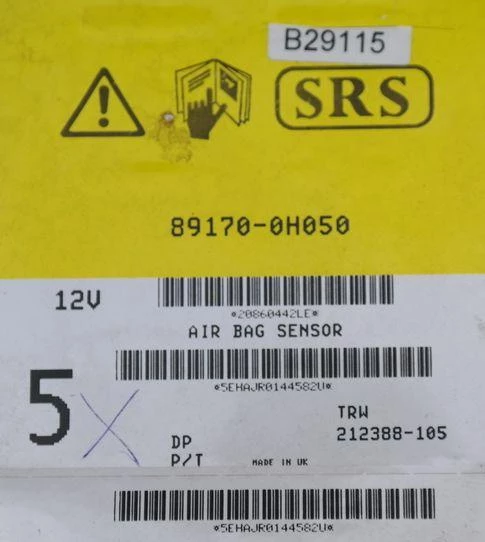 B29115
SRS
89170-0H050
12V
*20860442LE*
AIR BAG SENSOR
*5EHAJR0144582U*
5
TRW
DP
212388-105
P/T
MADE IN UK
*5EHAJR0144582U*